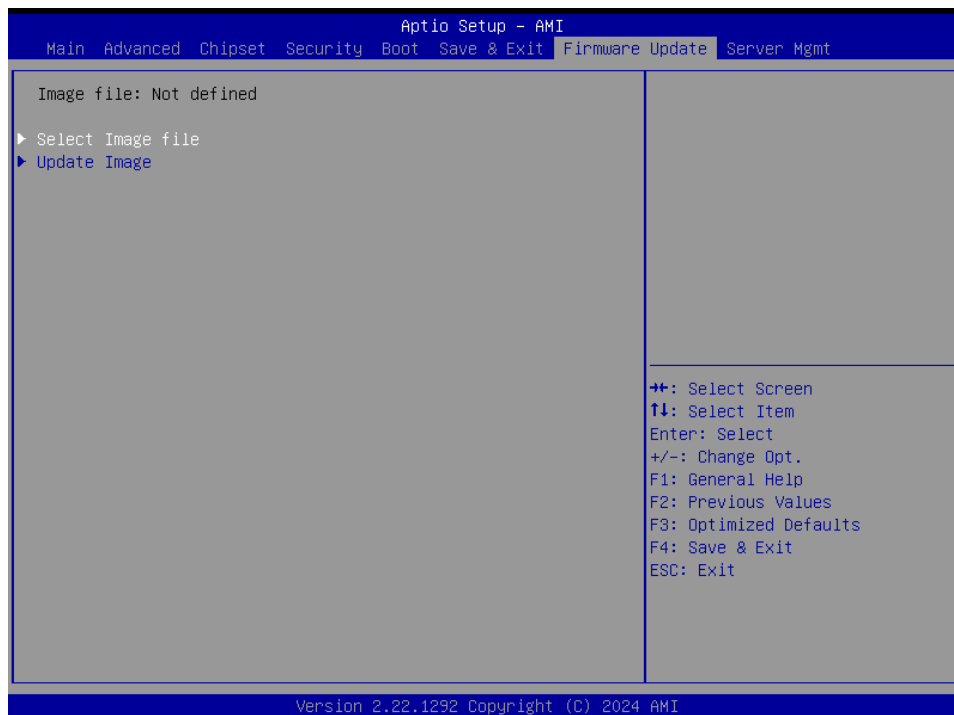 Aptio Setup – AMI
Main Advanced Chipset Security Boot Save & Exit Firmware Update Server Mgmt
Image file: Not defined
▶ Select Image file
▶ Update Image
→←: Select Screen
↑↓: Select Item
Enter: Select
+/-: Change Opt.
F1: General Help
F2: Previous Values
F3: Optimized Defaults
F4: Save & Exit
ESC: Exit
Version 2.22.1292 Copyright (C) 2024 AMI